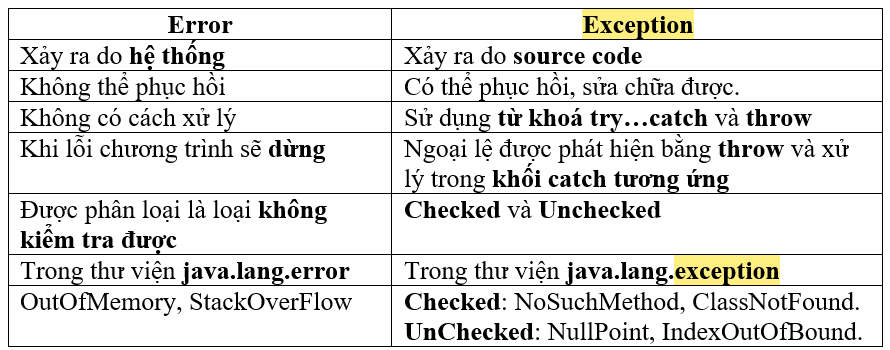 Error
Exception
Xảy ra do hệ thống
Xảy ra do source code
Không thể phục hồi
Có thể phục hồi, sửa chữa được.
Không có cách xử lý
Sử dụng từ khoá try…catch và throw
Khi lỗi chương trình sẽ dừng
Ngoại lệ được phát hiện bằng throw và xử
lý trong khối catch tương ứng
Được phân loại là loại không
kiểm tra được
Checked và Unchecked
Trong thư viện java.lang.error
Trong thư viện java.lang.exception
OutOfMemory, StackOverFlow
Checked: NoSuchMethod, ClassNotFound.
UnChecked: NullPoint, IndexOutOfBound.